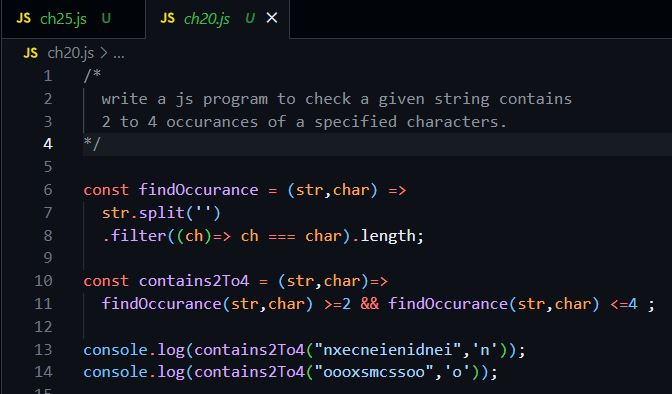 JS ch25.js U JS ch20.js U ×
JS ch20.js > ...
1 /*
2 write a js program to check a given string contains
3 2 to 4 occurances of a specified characters.
4 */
5
6 const findOccurance = (str,char) =>
7 str.split('')
8 .filter((ch)=> ch === char).length;
9
10 const contains2To4 = (str,char)=>
11 findOccurance(str,char) >=2 && findOccurance(str,char) <=4 ;
12
13 console.log(contains2To4("nxecneienidnei",'n'));
14 console.log(contains2To4("oooxsmcssoo",'o'));
15